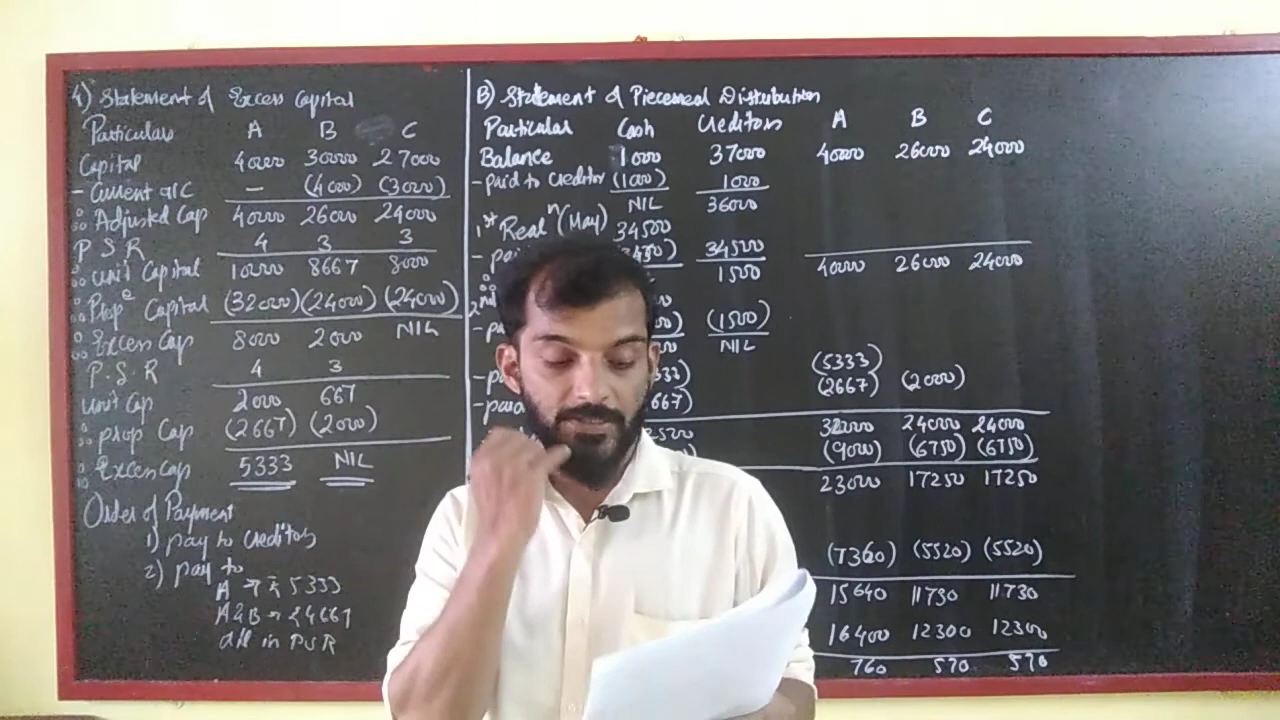 A) Statement of Excess Capital
Particulars A B C
Capital 40000 30000 27000
- Current a/c — (4000) (3000)
∴ Adjusted Cap 40000 26000 24000
P S R 4 3 3
∴ Unit Capital 10000 8667 8000
∴ Prop Capital (32000) (24000) (24000)
∴ Excess Cap 8000 2000 NIL
P.S.R 4 3
Unit Cap 2000 667
∴ prop Cap (2667) (2000)
∴ Excess Cap 5333 NIL
Order of Payment
1) pay to Creditors
2) pay to
A → ₹ 5333
A & B → ₹ 4667
all in PSR
B) Statement of Piecemeal Distribution
Particular Cash Creditors A B C
Balance 1000 37000 40000 26000 24000
- paid to creditor (1000) 1000
NIL 36000
1st Realn (May) 34500
34500
1500 40000 26000 24000
(1500)
NIL
(5333)
(2667) (2000)
32000 24000 24000
(9000) (6750) (6750)
23000 17250 17250
(7360) (5520) (5520)
15640 11730 11730
16400 12300 12300
760 570 570